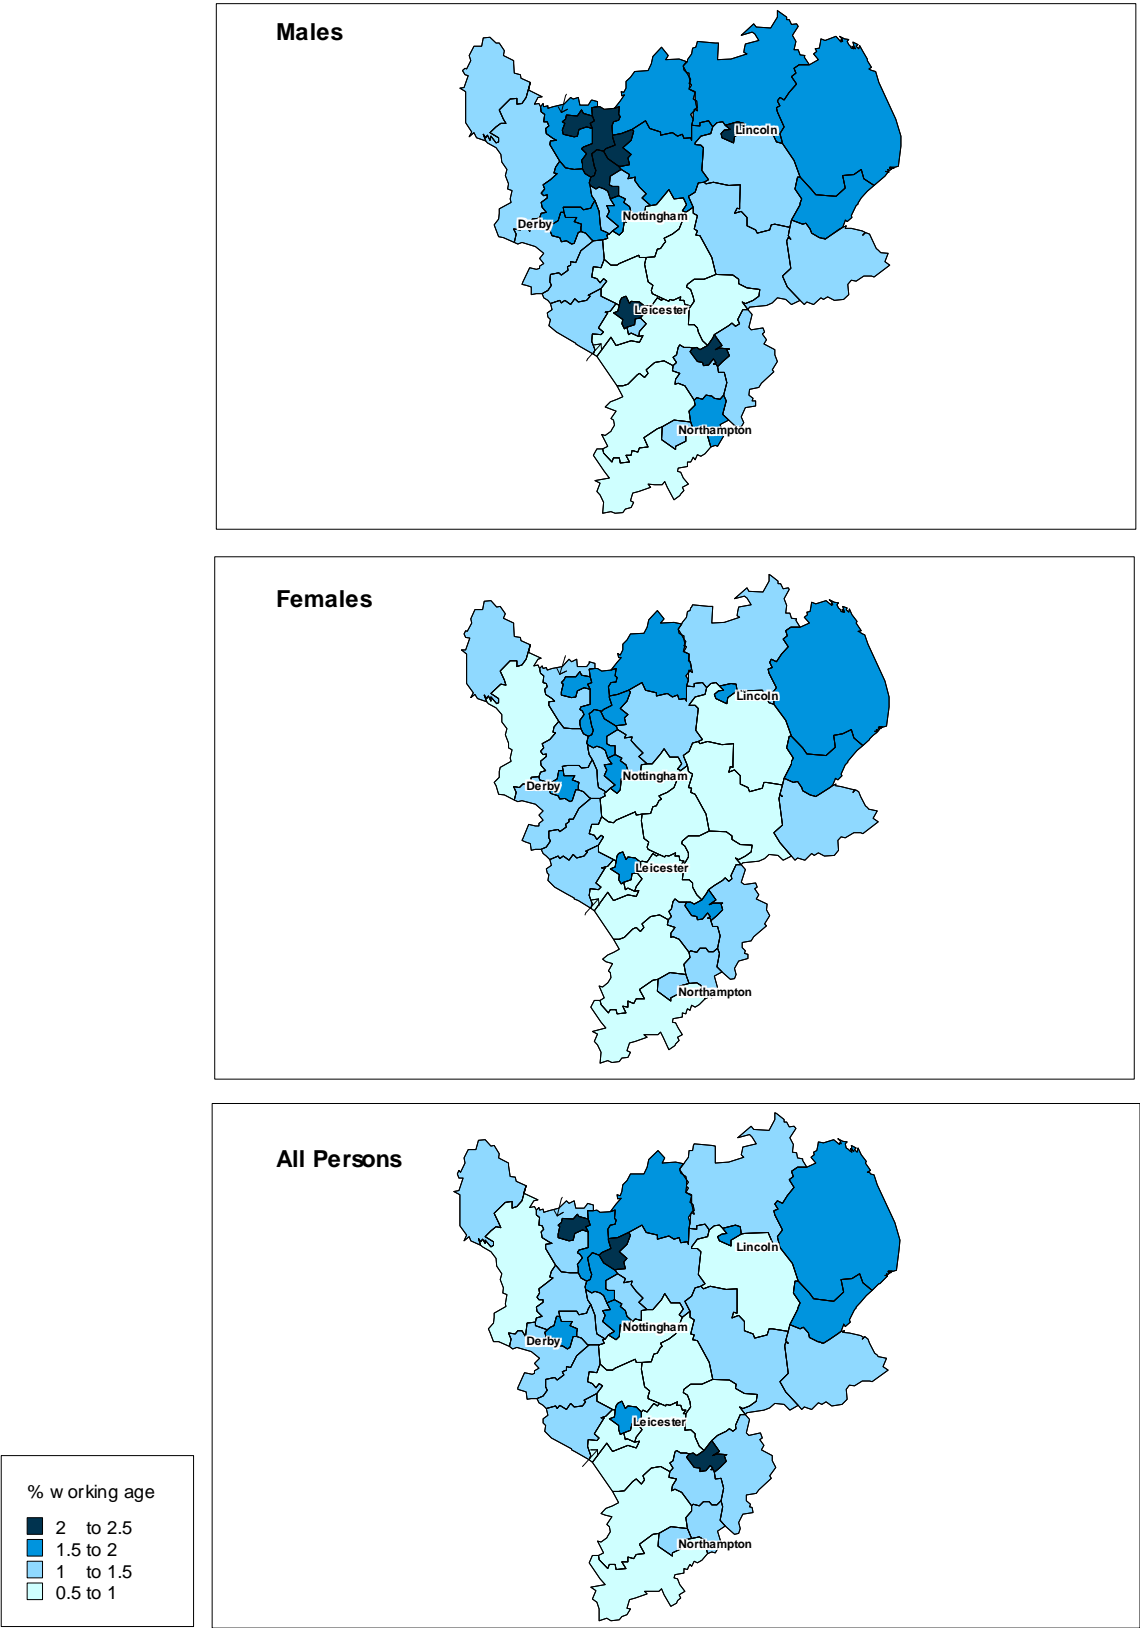 Males
Lincoln
Nottingham
Derby
Leicester
Northampton
Females
Lincoln
Nottingham
Derby
Leicester
Northampton
All Persons
Lincoln
Nottingham
Derby
Leicester
Northampton
% working age
2 to 2.5
1.5 to 2
1 to 1.5
0.5 to 1